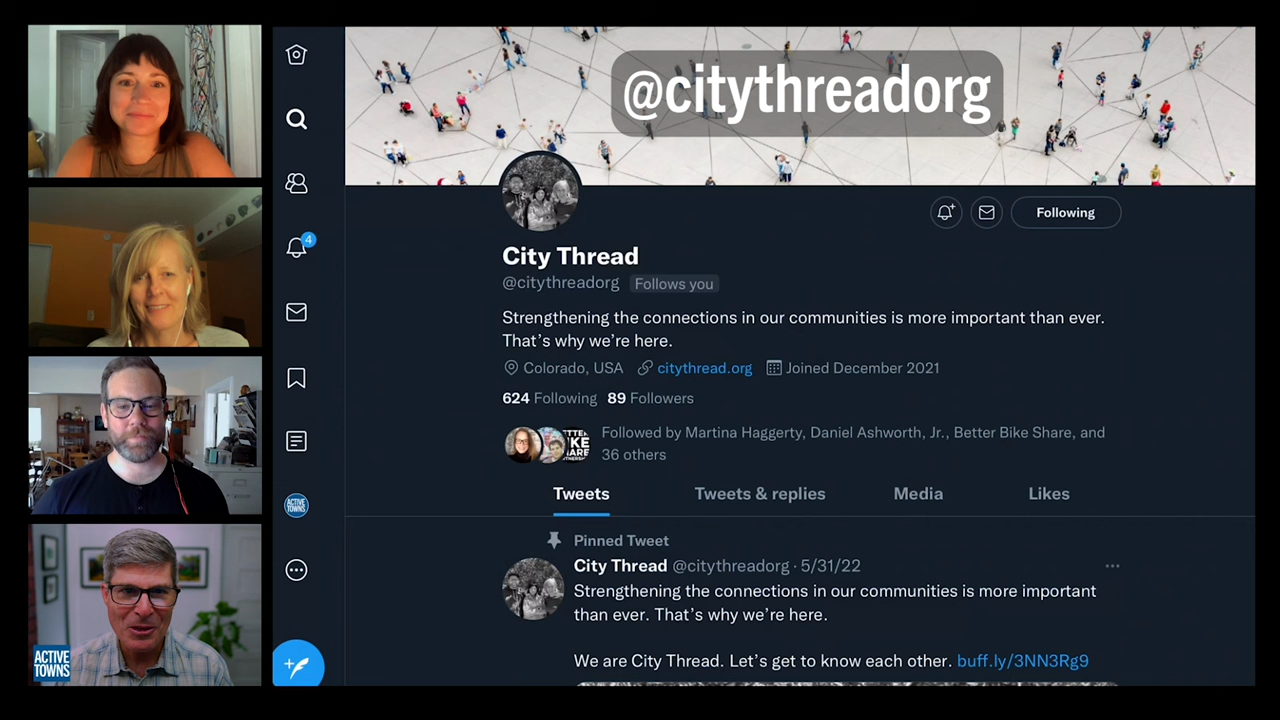 @citythreadorg
4
Following
City Thread
@citythreadorg Follows you
Strengthening the connections in our communities is more important than ever.
That's why we're here.
Colorado, USA citythread.org Joined December 2021
624 Following 89 Followers
Followed by Martina Haggerty, Daniel Ashworth, Jr., Better Bike Share, and
36 others
Tweets Tweets & replies Media Likes
Pinned Tweet
City Thread @citythreadorg · 5/31/22
Strengthening the connections in our communities is more important
than ever. That's why we're here.
We are City Thread. Let's get to know each other. buff.ly/3NN3Rg9
ACTIVE
TOWNS
ACTIVE
TOWNS